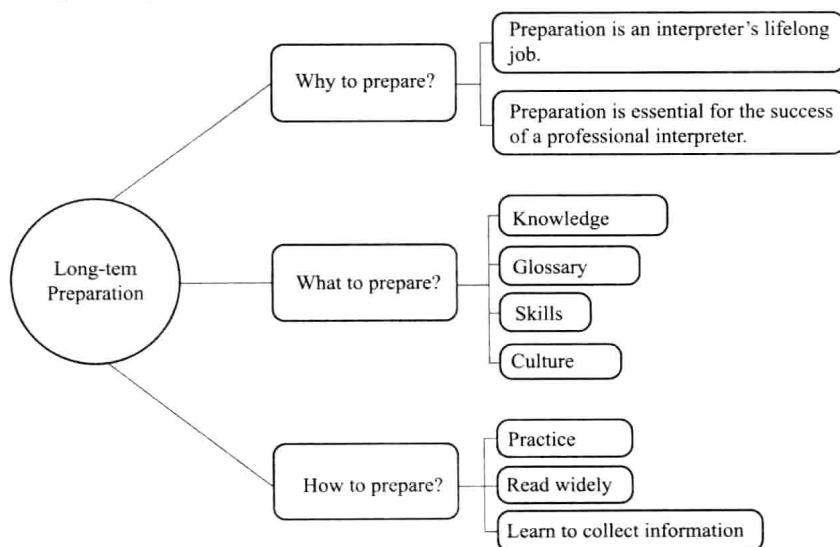 Long-tem
Preparation
Why to prepare?
Preparation is an interpreter's lifelong
job.
Preparation is essential for the success
of a professional interpreter.
What to prepare?
Knowledge
Glossary
Skills
Culture
How to prepare?
Practice
Read widely
Learn to collect information